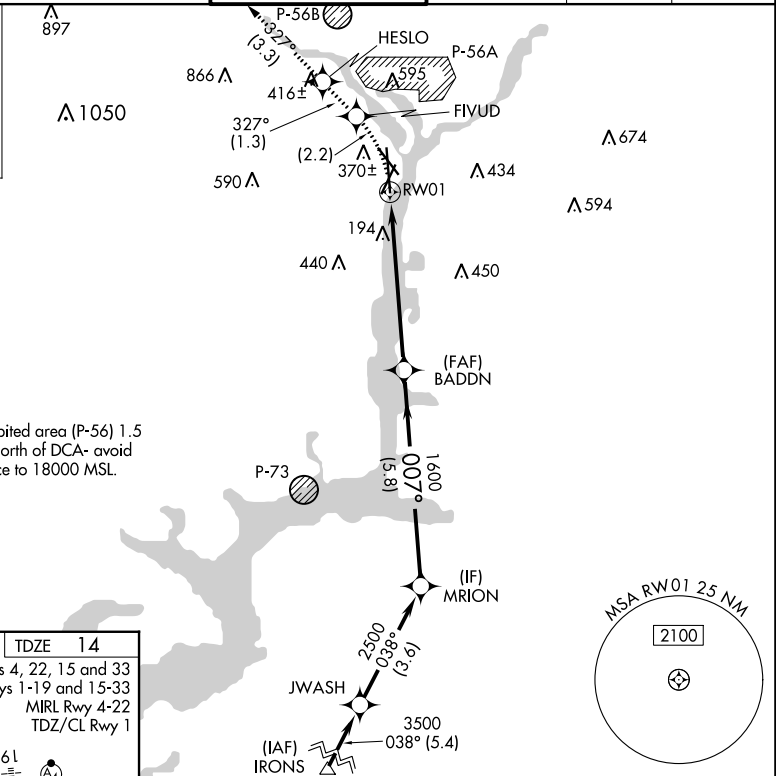 P-56B
897
327°
(3.3)
HESLO
P-56A
866
595
416±
1050
FIVUD
327°
(1.3)
674
(2.2)
370±
434
590
RW01
594
194
440
450
(FAF)
BADDN
bited area (P-56) 1.5
orth of DCA- avoid
ce to 18000 MSL.
P-73
1600
007°
(5.8)
(IF)
MRION
MSA RW01 25 NM
2100
2500
038°
(3.6)
TDZE 14
s 4, 22, 15 and 33
ys 1-19 and 15-33
MIRL Rwy 4-22
TDZ/CL Rwy 1
JWASH
3500
038° (5.4)
(IAF)
IRONS
19